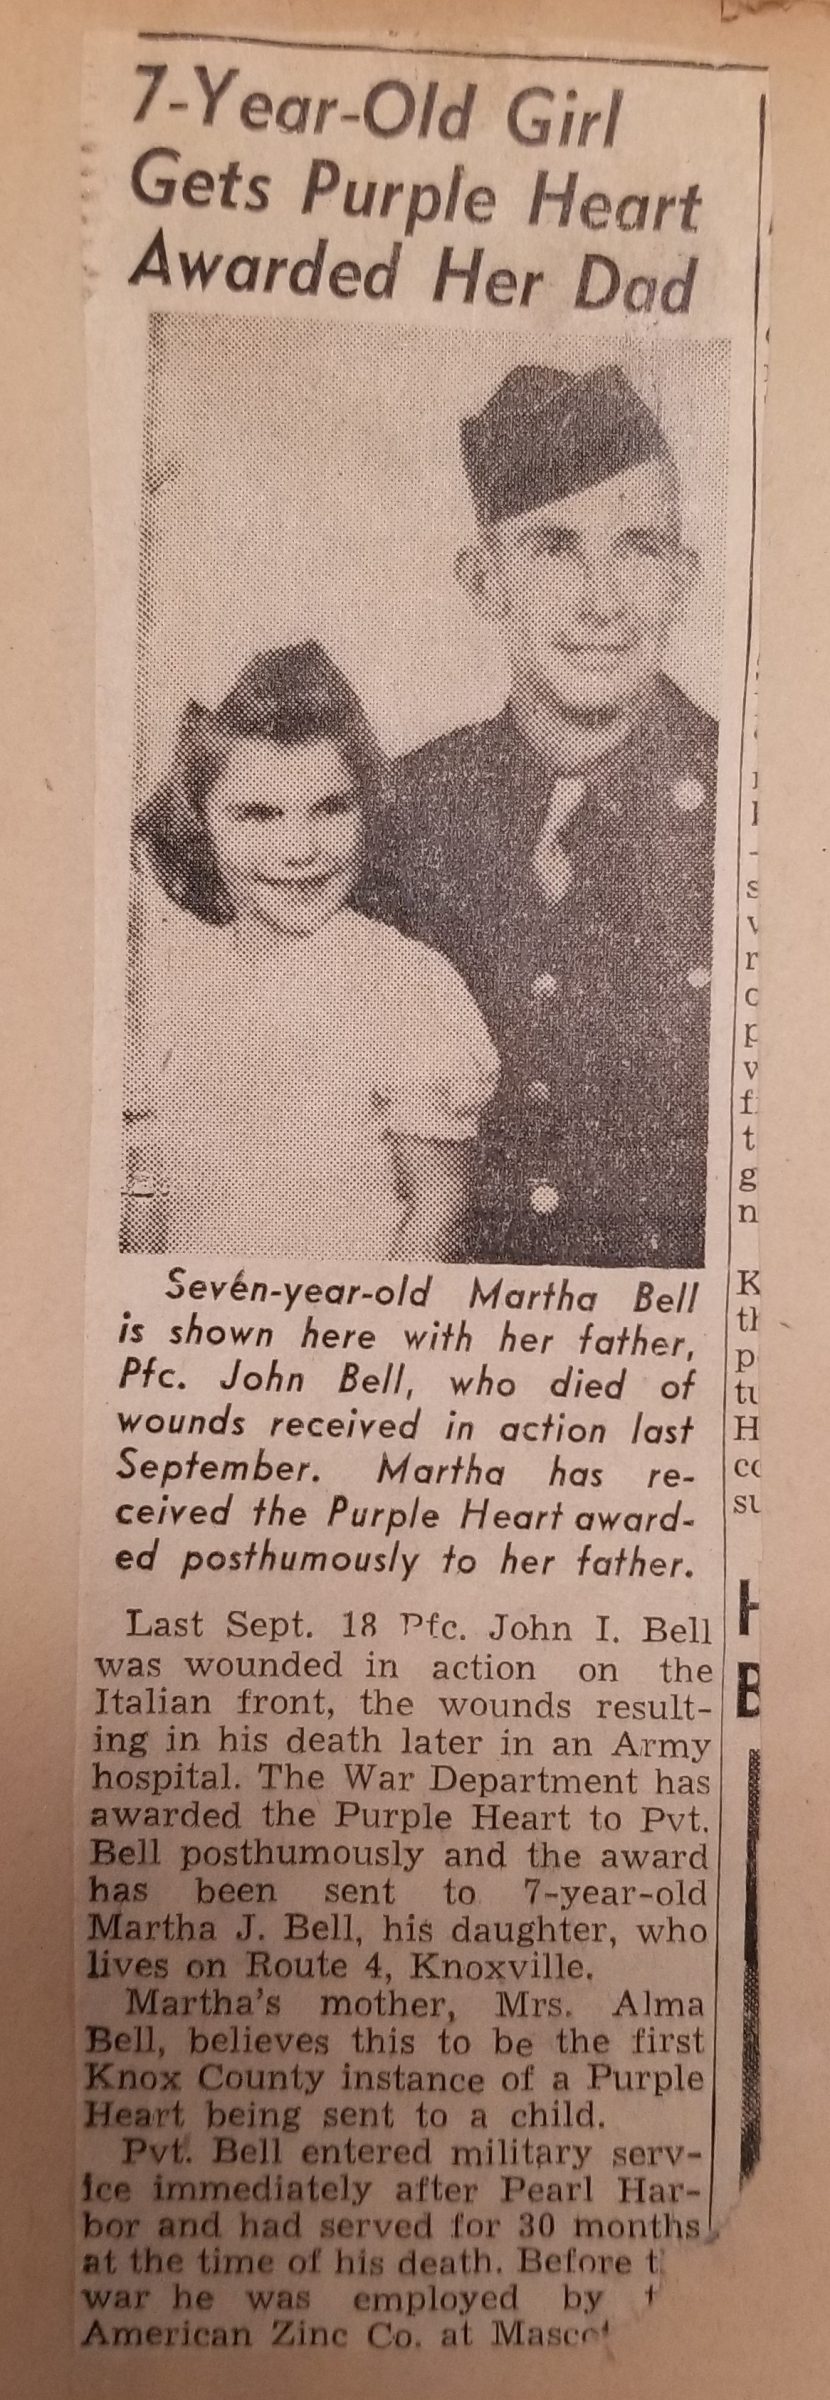 7-Year-Old Girl
Gets Purple Heart
Awarded Her Dad
Seven-year-old Martha Bell
is shown here with her father,
Pfc. John Bell, who died of
wounds received in action last
September. Martha has re-
ceived the Purple Heart award-
ed posthumously to her father.
Last Sept. 18 Pfc. John I. Bell
was wounded in action on the
Italian front, the wounds result-
ing in his death later in an Army
hospital. The War Department has
awarded the Purple Heart to Pvt.
Bell posthumously and the award
has been sent to 7-year-old
Martha J. Bell, his daughter, who
lives on Route 4, Knoxville.
Martha's mother, Mrs. Alma
Bell, believes this to be the first
Knox County instance of a Purple
Heart being sent to a child.
Pvt. Bell entered military serv-
ice immediately after Pearl Har-
bor and had served for 30 months
at the time of his death. Before
war he was employed by
American Zinc Co. at